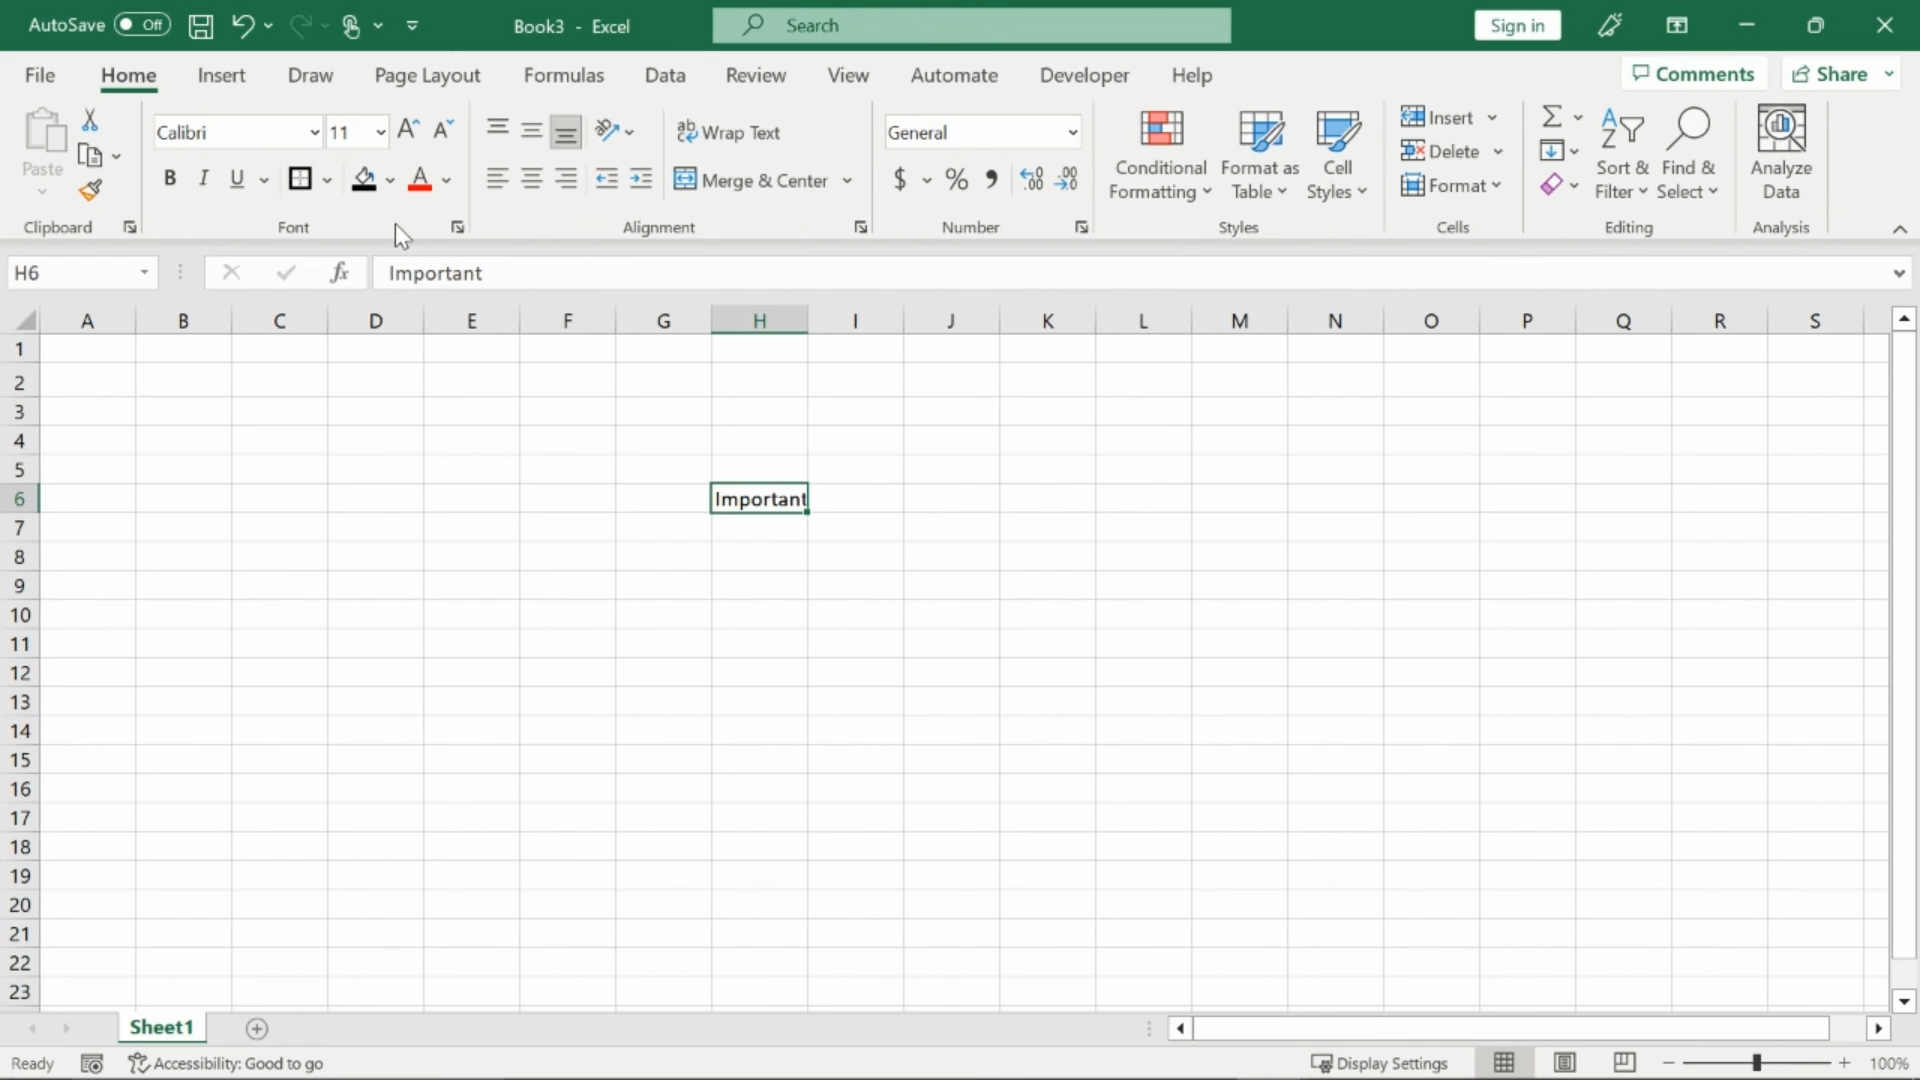 AutoSave Off Book3 - Excel Search Sign in
File Home Insert Draw Page Layout Formulas Data Review View Automate Developer Help Comments Share
Calibri 11 ab Wrap Text General Insert
Paste Conditional Formatting Format as Table Cell Styles Delete Sort & Filter Find & Select Analyze Data
B I U A Merge & Center $ % Format
Clipboard Font Alignment Number Styles Cells Editing Analysis
H6 fx Important
A B C D E F G H I J K L M N O P Q R S
1
2
3
4
5
6 Important
7
8
9
10
11
12
13
14
15
16
17
18
19
20
21
22
23
Sheet1
Ready Accessibility: Good to go Display Settings 100%